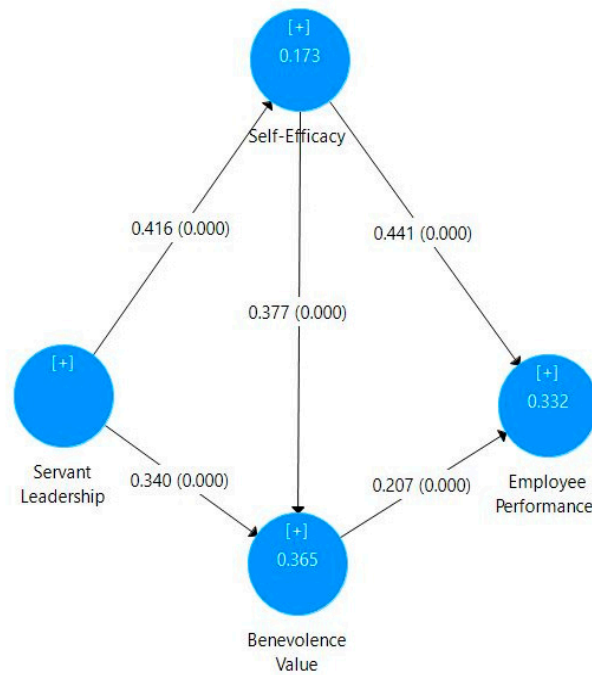 [+]
0.173
Self-Efficacy
0.416 (0.000)
0.441 (0.000)
0.377 (0.000)
[+]
Servant
Leadership
[+]
0.332
Employee
Performance
0.340 (0.000)
0.207 (0.000)
[+]
0.365
Benevolence
Value